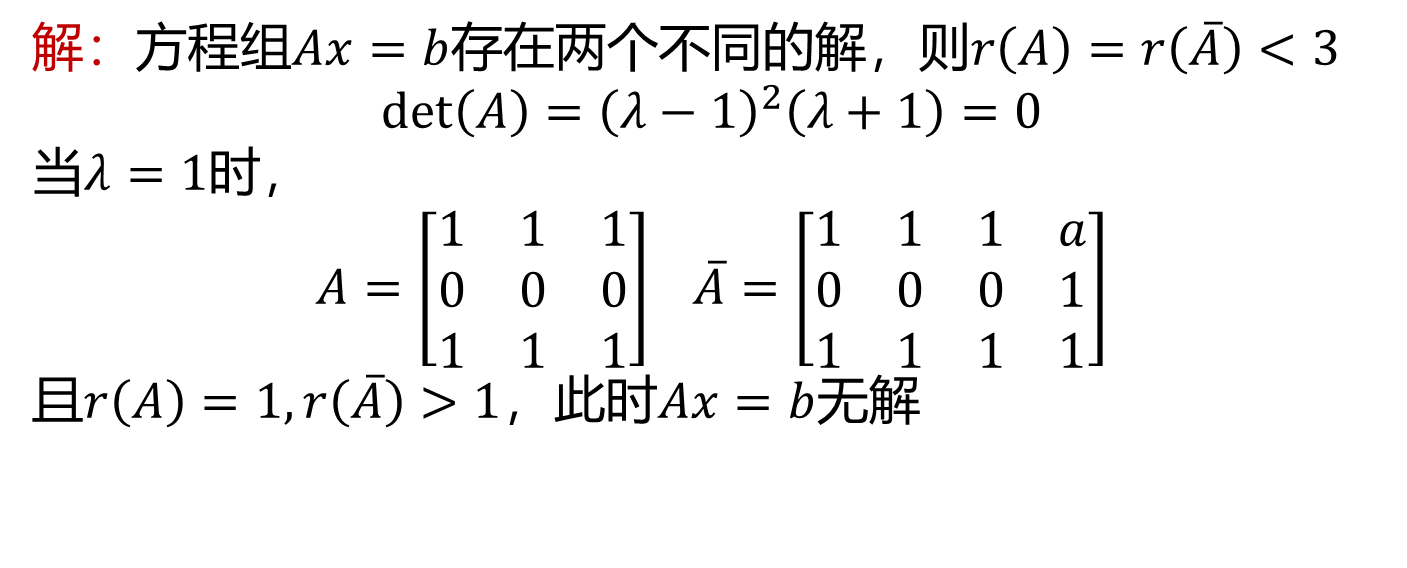 解：方程组Ax = b存在两个不同的解，则r(A) = r(Ā) < 3
det(A) = (λ − 1)²(λ + 1) = 0
当λ = 1时，
A = [1 1 1; 0 0 0; 1 1 1] Ā = [1 1 1 a; 0 0 0 1; 1 1 1 1]
且r(A) = 1, r(Ā) > 1，此时Ax = b无解